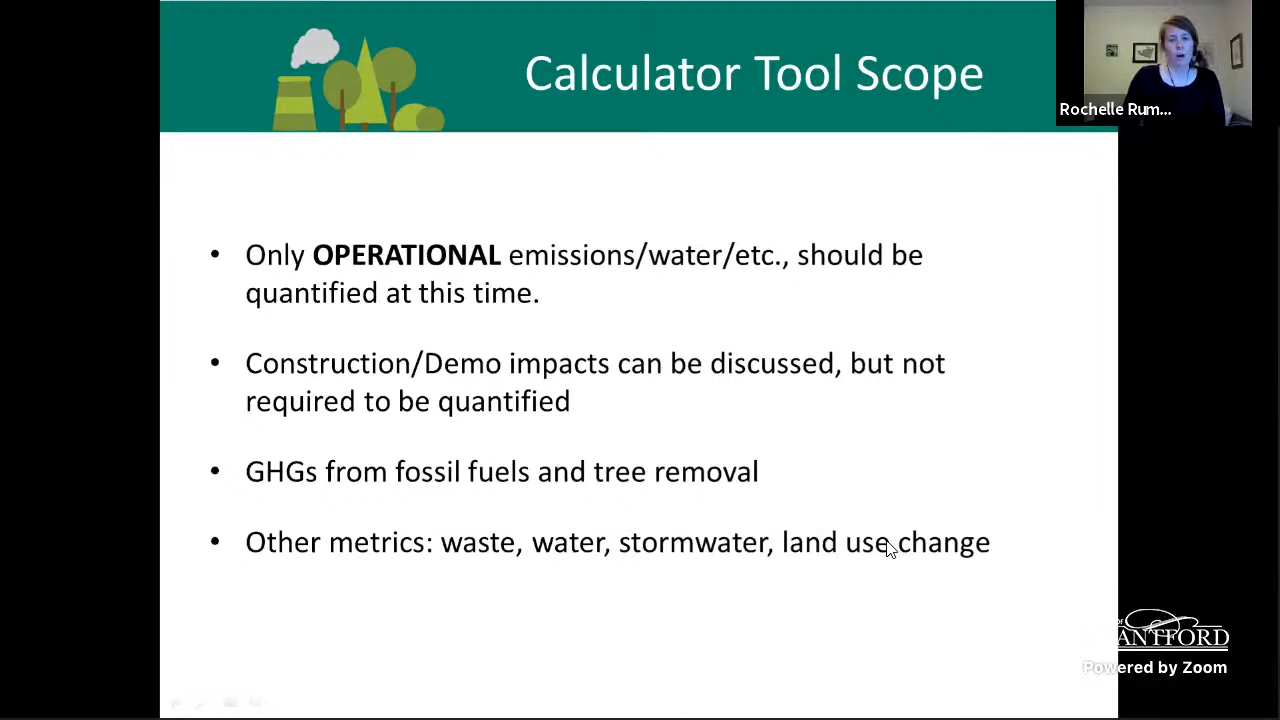 Calculator Tool Scope
Rochelle Rum...
• Only OPERATIONAL emissions/water/etc., should be
quantified at this time.
• Construction/Demo impacts can be discussed, but not
required to be quantified
• GHGs from fossil fuels and tree removal
• Other metrics: waste, water, stormwater, land use change
ANTFORD
Powered by Zoom